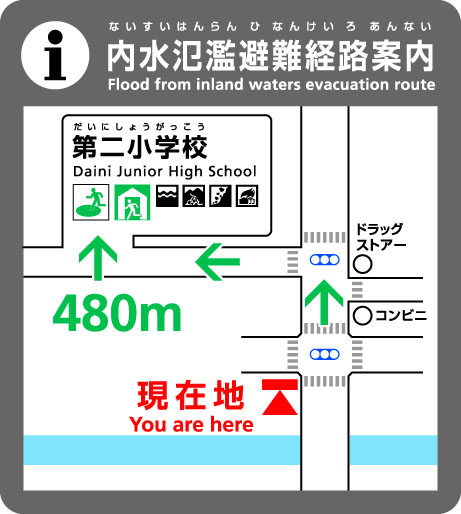 i
ないすいはんらん ひ なんけい ろ あんない
内水氾濫避難経路案内
Flood from inland waters evacuation route
だいにしょうがっこう
第二小学校
Daini Junior High School
ドラッグ
ストアー
480m
コンビニ
現在地
You are here